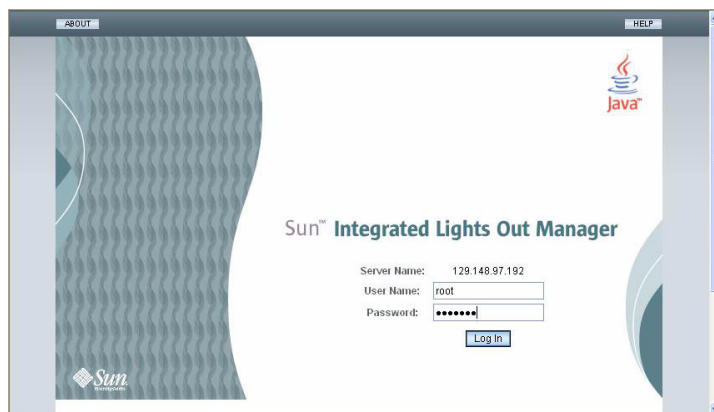 ABOUT
HELP
Java™
Sun™ Integrated Lights Out Manager
Server Name: 129.148.97.192
User Name: root
Password: •••••••
Log In
Sun